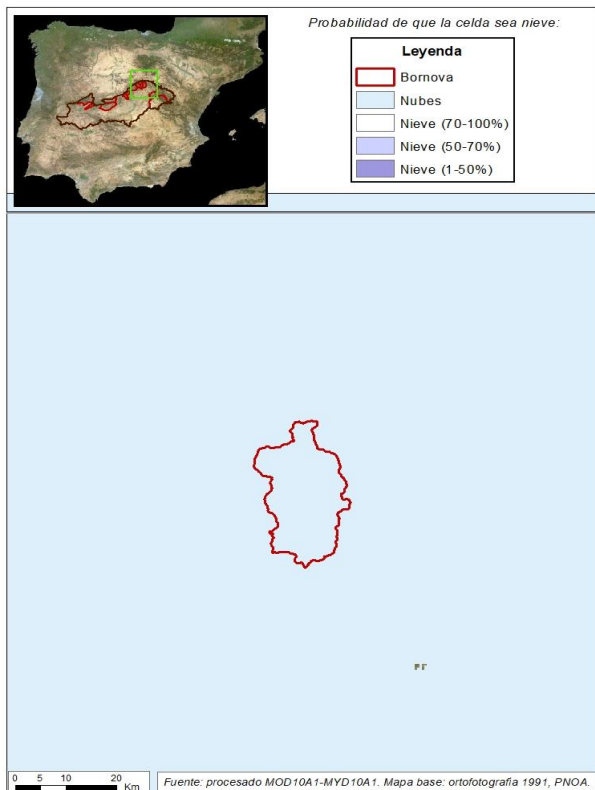 Probabilidad de que la celda sea nieve:
Leyenda
Bornova
Nubes
Nieve (70-100%)
Nieve (50-70%)
Nieve (1-50%)
0 5 10 20
Km
Fuente: procesado MOD10A1-MYD10A1. Mapa base: ortofotografía 1991, PNOA.